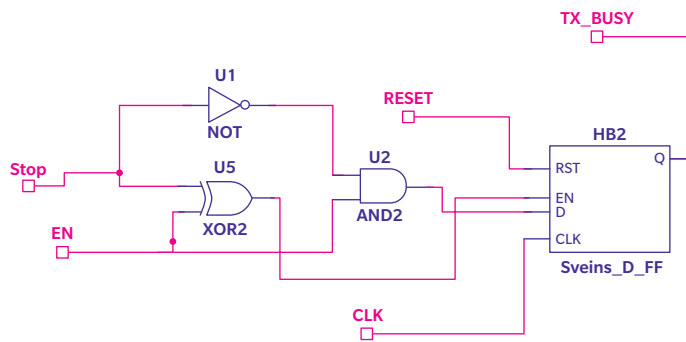 TX_BUSY
U1
RESET
NOT
HB2
Stop
U5
U2
Q
RST
EN
D
AND2
XOR2
EN
CLK
Sveins_D_FF
CLK